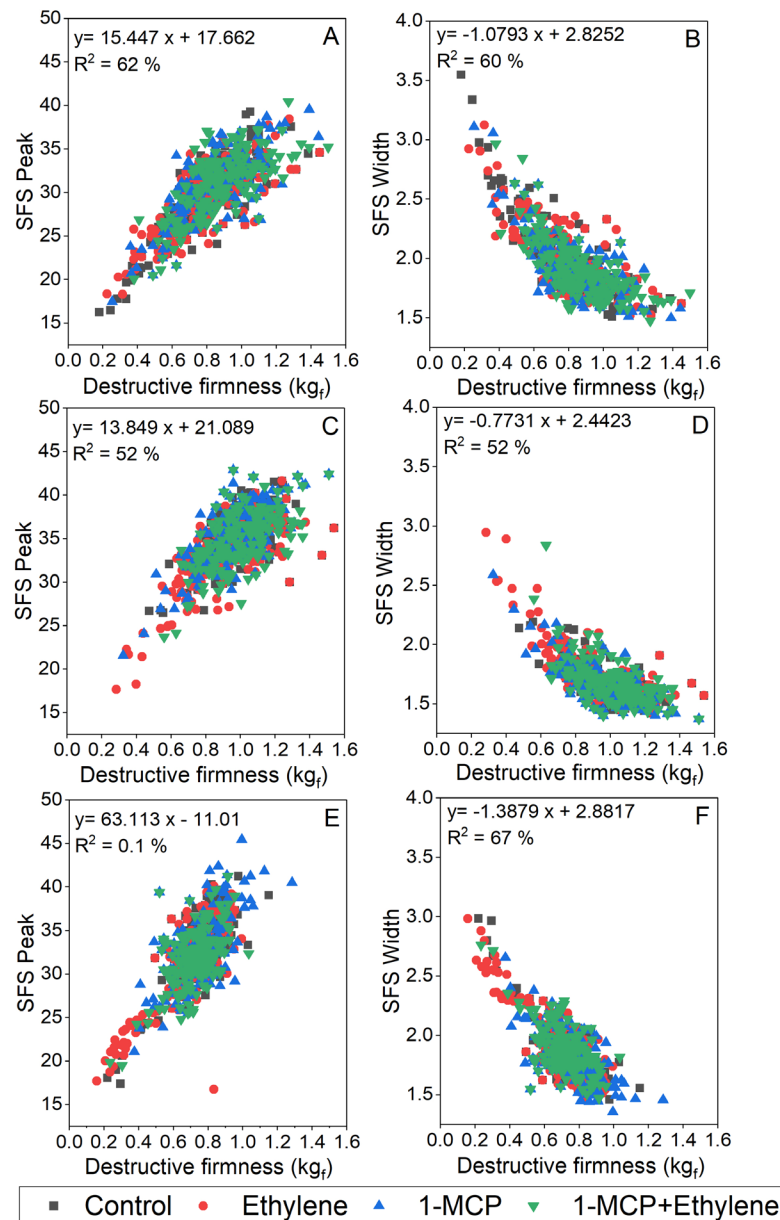 A
y= 15.447 x + 17.662
R² = 62 %
SFS Peak
50
45
40
35
30
25
20
15
0.0 0.2 0.4 0.6 0.8 1.0 1.2 1.4 1.6
Destructive firmness (kgf)
B
y= -1.0793 x + 2.8252
R² = 60 %
SFS Width
4.0
3.5
3.0
2.5
2.0
1.5
0.0 0.2 0.4 0.6 0.8 1.0 1.2 1.4 1.6
Destructive firmness (kgf)
C
y= 13.849 x + 21.089
R² = 52 %
SFS Peak
50
45
40
35
30
25
20
15
0.0 0.2 0.4 0.6 0.8 1.0 1.2 1.4 1.6
Destructive firmness (kgf)
D
y= -0.7731 x + 2.4423
R² = 52 %
SFS Width
4.0
3.5
3.0
2.5
2.0
1.5
0.0 0.2 0.4 0.6 0.8 1.0 1.2 1.4 1.6
Destructive firmness (kgf)
E
y= 63.113 x - 11.01
R² = 0.1 %
SFS Peak
50
45
40
35
30
25
20
15
0.0 0.2 0.4 0.6 0.8 1.0 1.2 1.4 1.6
Destructive firmness (kgf)
F
y= -1.3879 x + 2.8817
R² = 67 %
SFS Width
4.0
3.5
3.0
2.5
2.0
1.5
0.0 0.2 0.4 0.6 0.8 1.0 1.2 1.4 1.6
Destructive firmness (kgf)
Control Ethylene 1-MCP 1-MCP+Ethylene